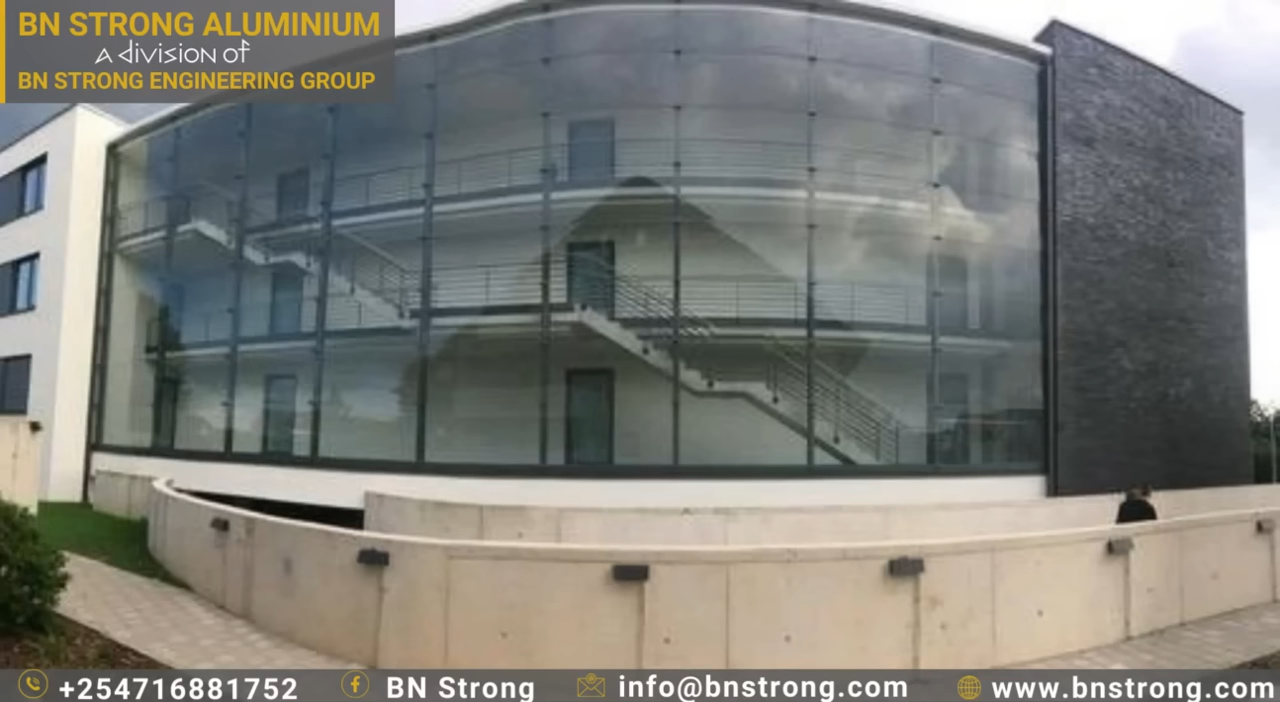 BN STRONG ALUMINIUM
a division of
BN STRONG ENGINEERING GROUP
+254716881752 BN Strong info@bnstrong.com www.bnstrong.com